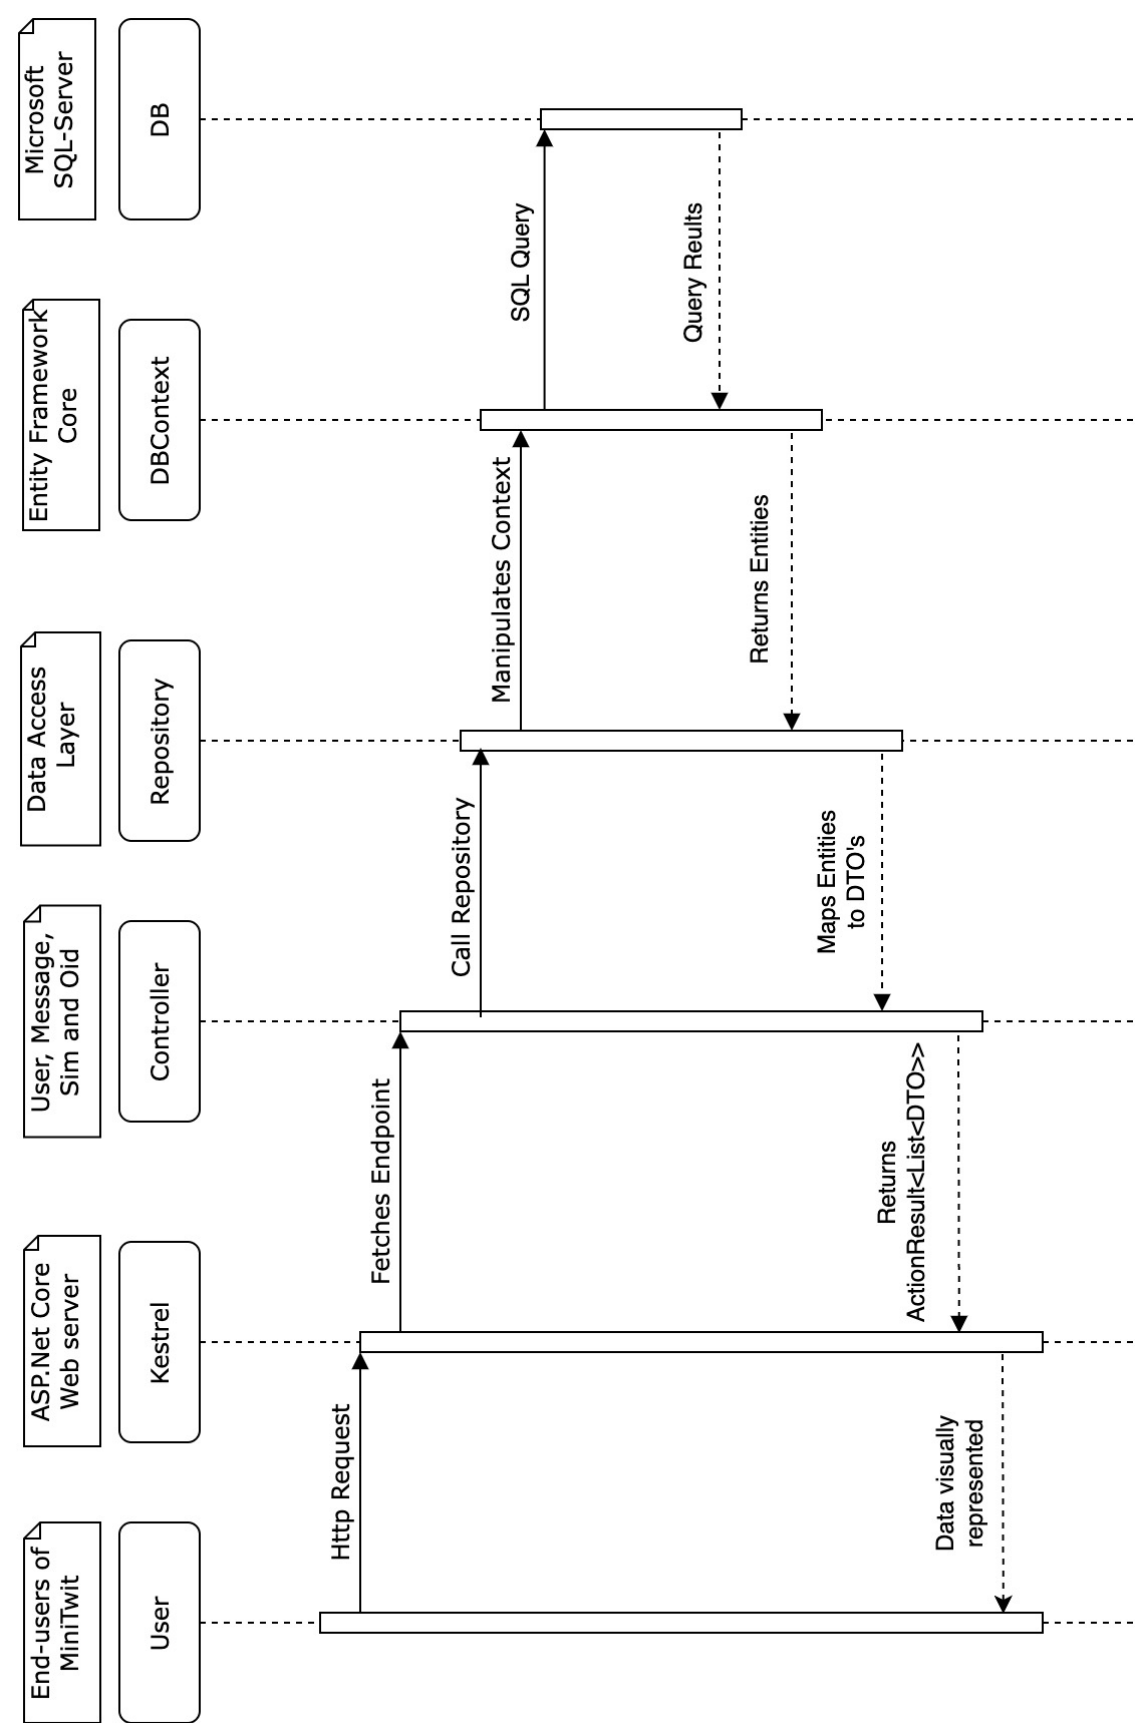 End-users of
MiniTwit
ASP.Net Core
Web server
User, Message,
Sim and Oid
Data Access
Layer
Entity Framework
Core
Microsoft
SQL-Server
User
Kestrel
Controller
Repository
DBContext
DB
Http Request
Fetches Endpoint
Call Repository
Manipulates Context
SQL Query
Query Reults
Returns Entities
Maps Entities
to DTO's
Returns
ActionResult<List<DTO>>
Data visually
represented